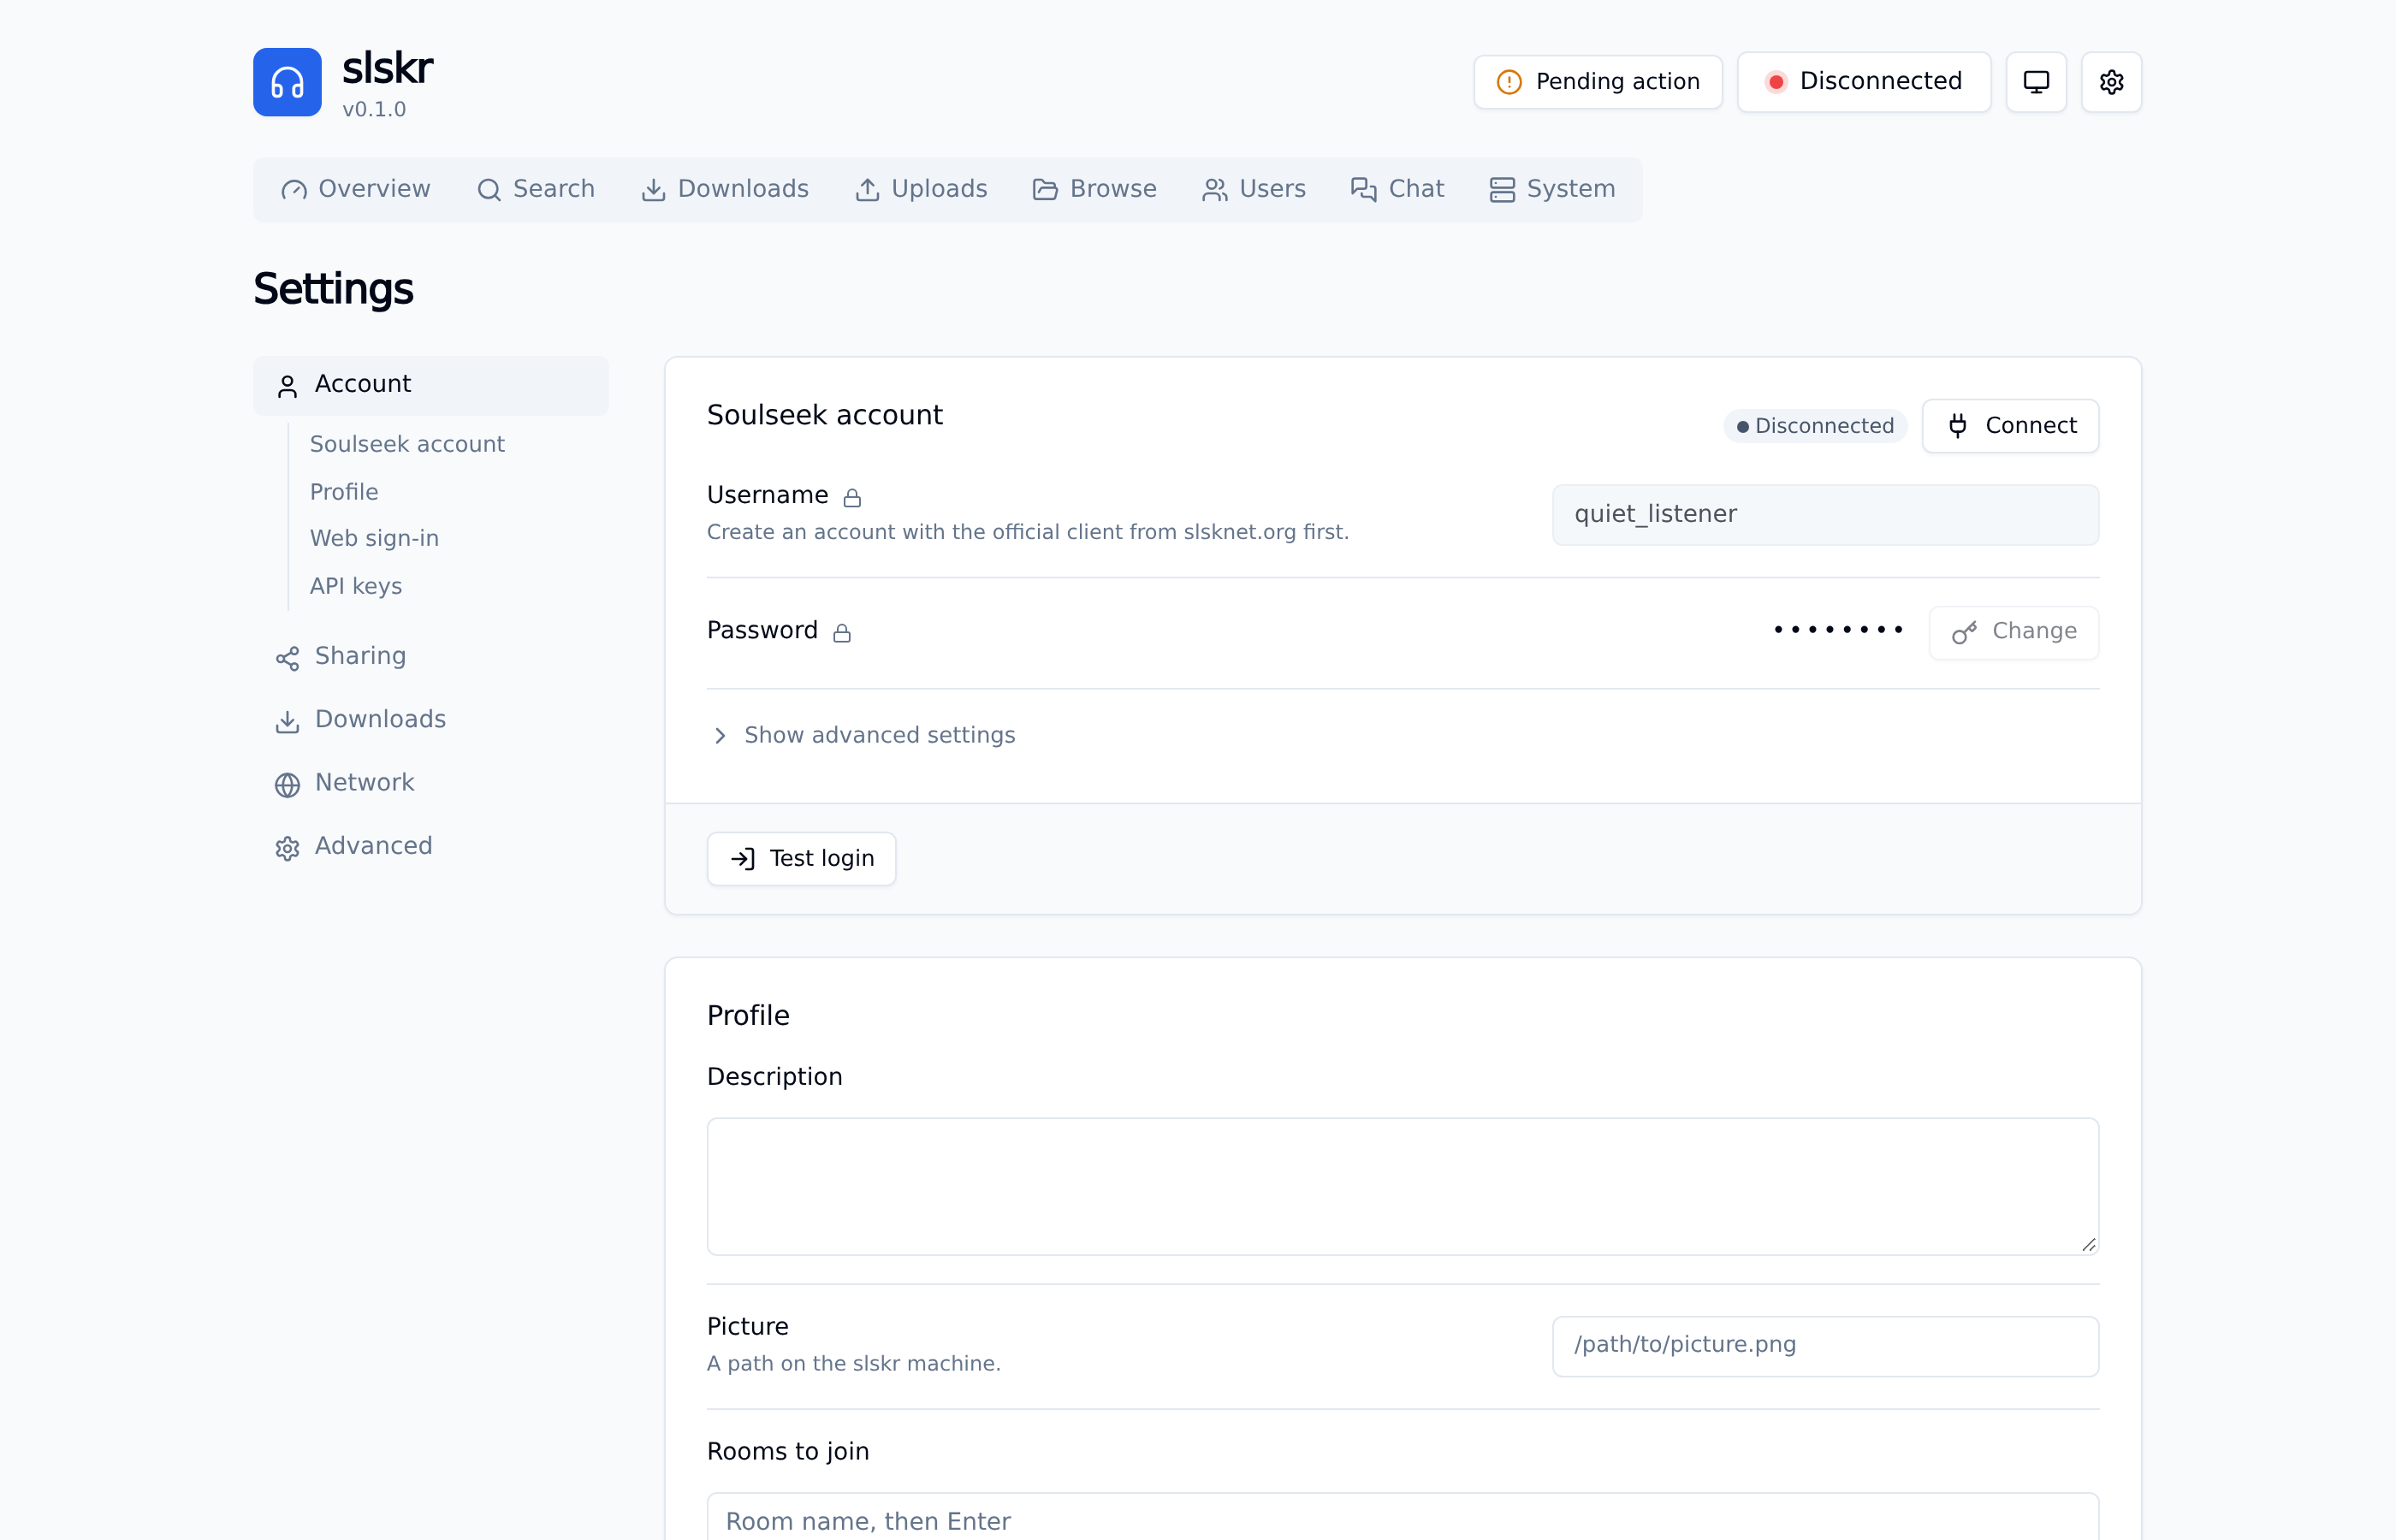 slskr
v0.1.0
Pending action
Disconnected
Overview
Search
Downloads
Uploads
Browse
Users
Chat
System
Settings
Account
Soulseek account
Profile
Web sign-in
API keys
Sharing
Downloads
Network
Advanced
Soulseek account
Disconnected
Connect
Username
Create an account with the official client from slsknet.org first.
quiet_listener
Password
••••••••
Change
Show advanced settings
Test login
Profile
Description
Picture
A path on the slskr machine.
/path/to/picture.png
Rooms to join
Room name, then Enter